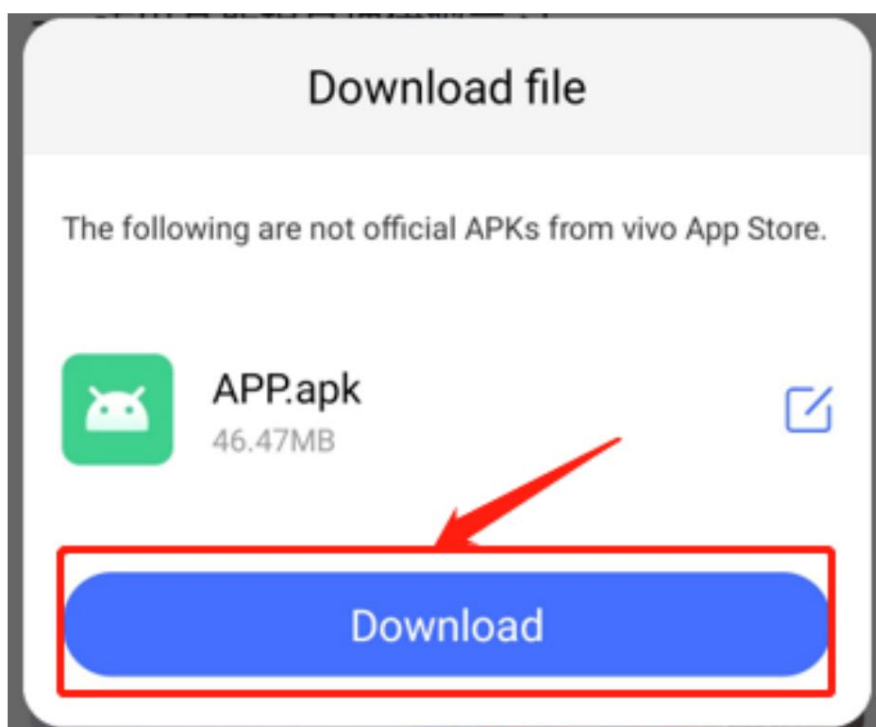 Download file
The following are not official APKs from vivo App Store.
APP.apk
46.47MB
Download